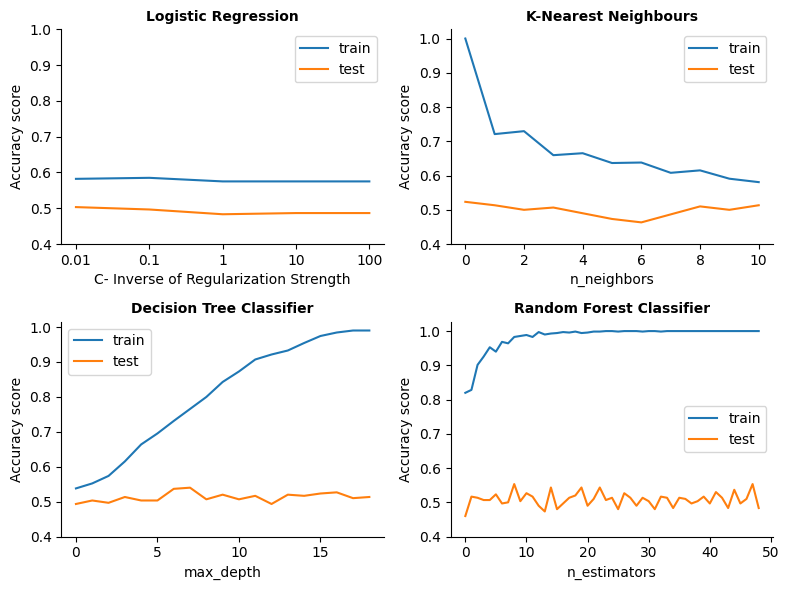 Logistic Regression
1.0
0.9
0.8
0.7
0.6
0.5
0.4
Accuracy score
train
test
0.01 0.1 1 10 100
C- Inverse of Regularization Strength
K-Nearest Neighbours
1.0
0.9
0.8
0.7
0.6
0.5
0.4
Accuracy score
train
test
0 2 4 6 8 10
n_neighbors
Decision Tree Classifier
1.0
0.9
0.8
0.7
0.6
0.5
0.4
Accuracy score
train
test
0 5 10 15
max_depth
Random Forest Classifier
1.0
0.9
0.8
0.7
0.6
0.5
0.4
Accuracy score
train
test
0 10 20 30 40 50
n_estimators